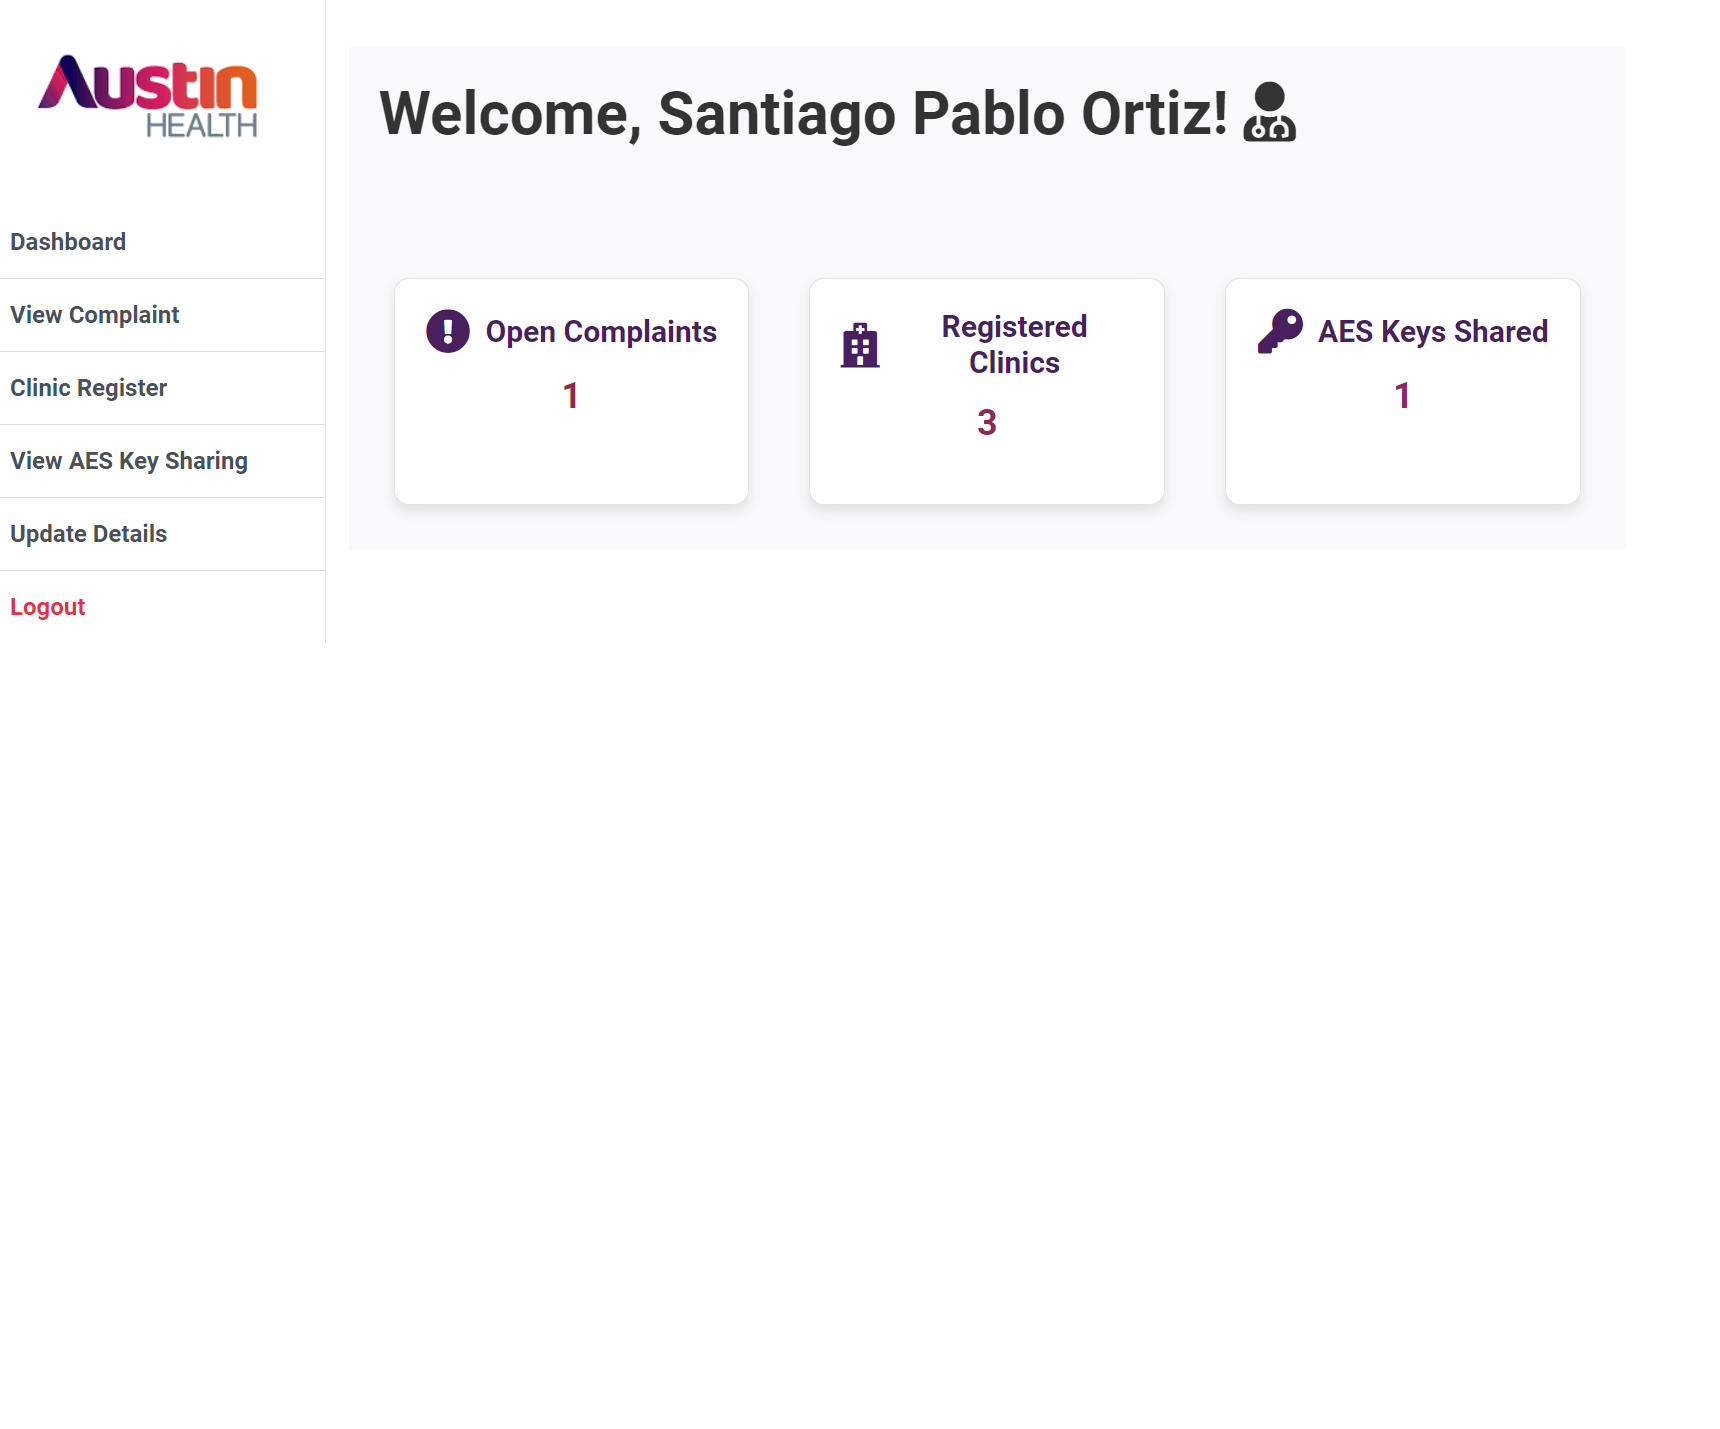 Austin
HEALTH
Dashboard
View Complaint
Clinic Register
View AES Key Sharing
Update Details
Logout
Welcome, Santiago Pablo Ortiz!
Open Complaints
1
Registered
Clinics
3
AES Keys Shared
1